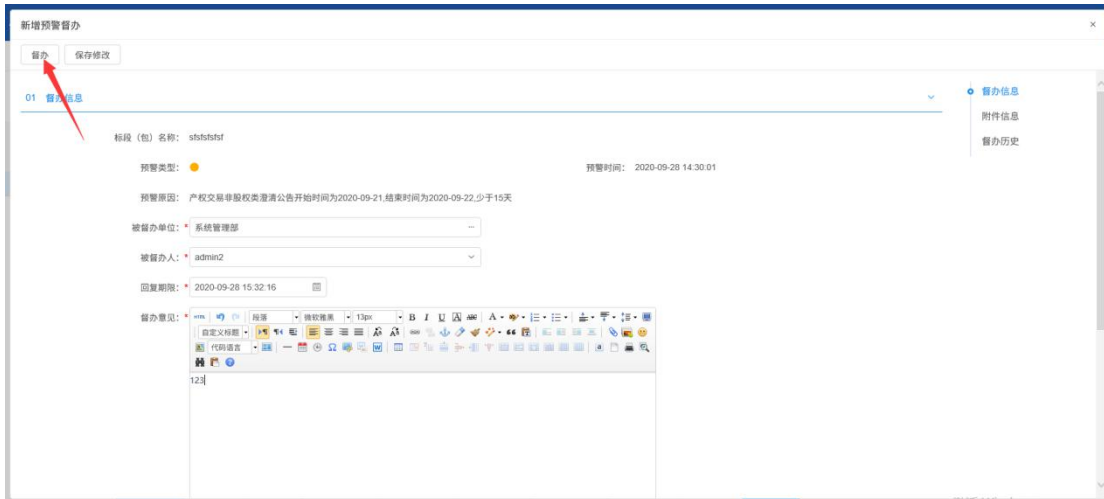 新增预警督办
×
督办 保存修改
01 督办信息
督办信息
附件信息
督办历史
标段（包）名称： sfsfsfsfsf
预警类型： 预警时间： 2020-09-28 14:30:01
预警原因： 产权交易非股权类澄清公告开始时间为2020-09-21,结束时间为2020-09-22,少于15天
被督办单位：* 系统管理部 ...
被督办人：* admin2
回复期限：* 2020-09-28 15:32:16
督办意见：* HTML 段落 微软雅黑 13px B I U A ABC A
自定义标题
代码语言
123